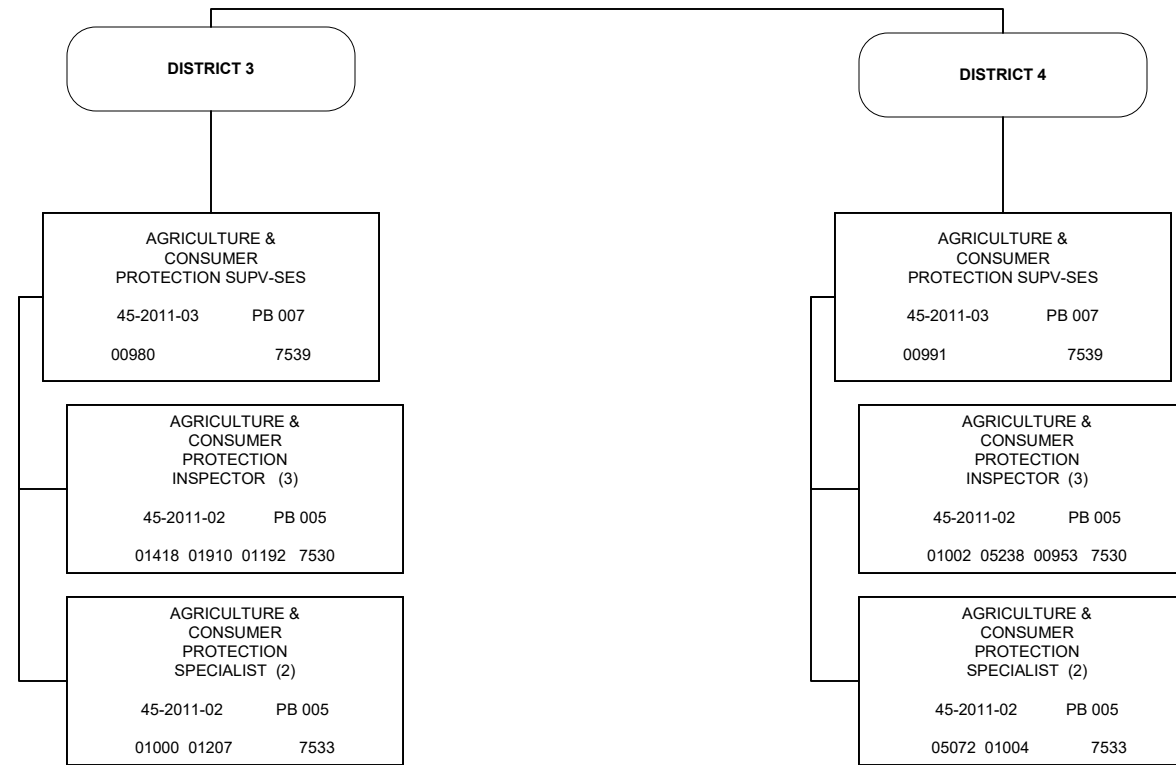 DISTRICT 3
AGRICULTURE &
CONSUMER
PROTECTION SUPV-SES
45-2011-03 PB 007
00980 7539
AGRICULTURE &
CONSUMER
PROTECTION
INSPECTOR (3)
45-2011-02 PB 005
01418 01910 01192 7530
AGRICULTURE &
CONSUMER
PROTECTION
SPECIALIST (2)
45-2011-02 PB 005
01000 01207 7533
DISTRICT 4
AGRICULTURE &
CONSUMER
PROTECTION SUPV-SES
45-2011-03 PB 007
00991 7539
AGRICULTURE &
CONSUMER
PROTECTION
INSPECTOR (3)
45-2011-02 PB 005
01002 05238 00953 7530
AGRICULTURE &
CONSUMER
PROTECTION
SPECIALIST (2)
45-2011-02 PB 005
05072 01004 7533